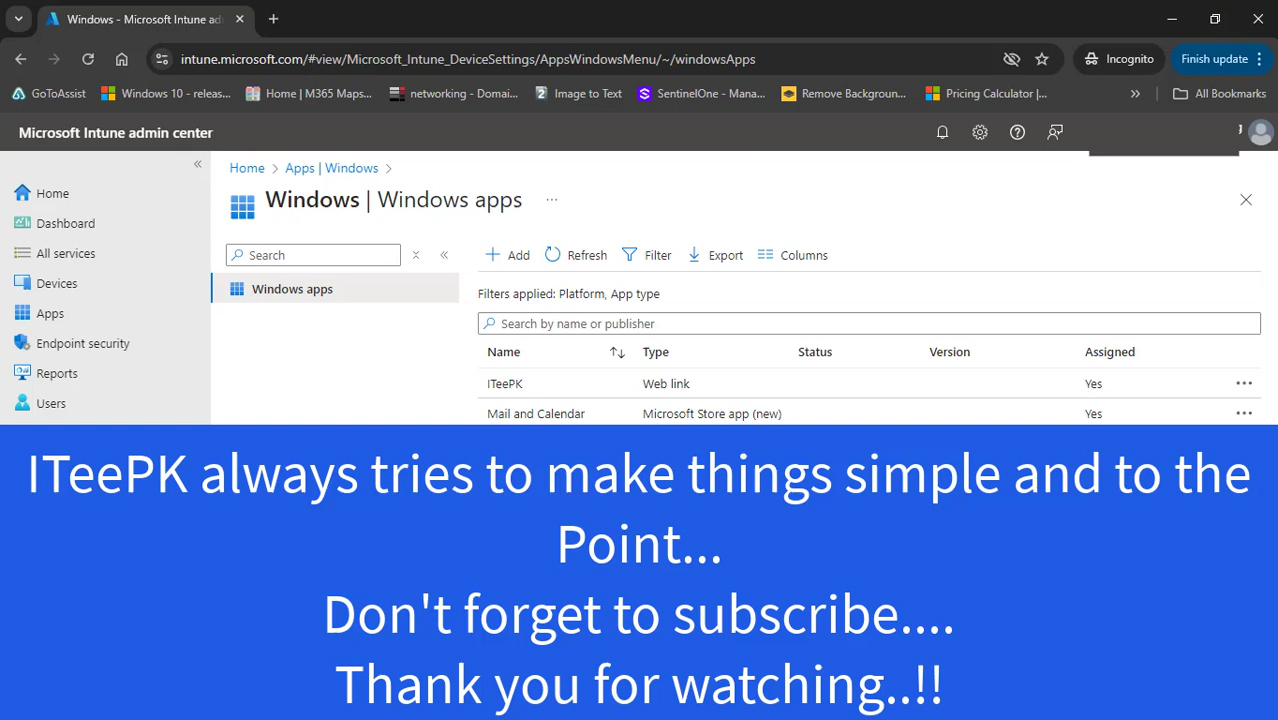 Windows - Microsoft Intune ad
intune.microsoft.com/#view/Microsoft_Intune_DeviceSettings/AppsWindowsMenu/~/windowsApps
Incognito
Finish update
GoToAssist
Windows 10 - releas...
Home | M365 Maps...
networking - Domai...
Image to Text
SentinelOne - Mana...
Remove Backgroun...
Pricing Calculator |...
All Bookmarks
Microsoft Intune admin center
Home
Dashboard
All services
Devices
Apps
Endpoint security
Reports
Users
Home > Apps | Windows >
Windows | Windows apps
Search
Windows apps
Add Refresh Filter Export Columns
Filters applied: Platform, App type
Search by name or publisher
Name Type Status Version Assigned
ITeePK Web link Yes
Mail and Calendar Microsoft Store app (new) Yes
ITeePK always tries to make things simple and to the
Point...
Don't forget to subscribe....
Thank you for watching..!!